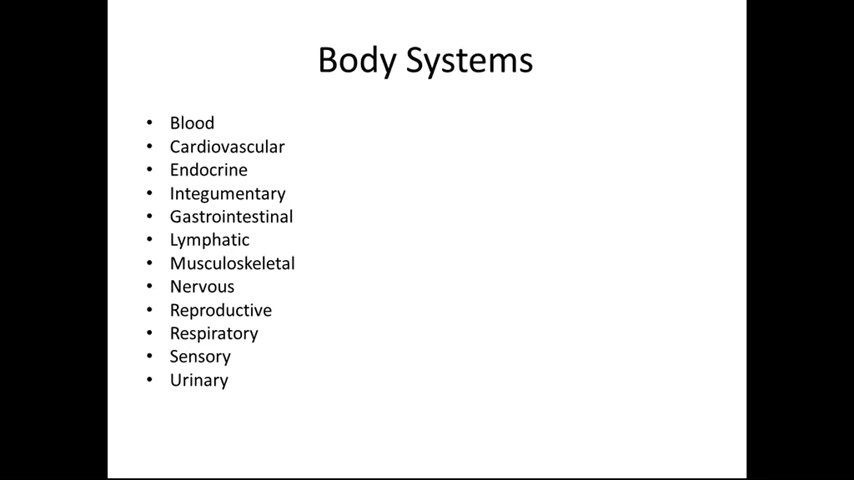 Body Systems
• Blood
• Cardiovascular
• Endocrine
• Integumentary
• Gastrointestinal
• Lymphatic
• Musculoskeletal
• Nervous
• Reproductive
• Respiratory
• Sensory
• Urinary